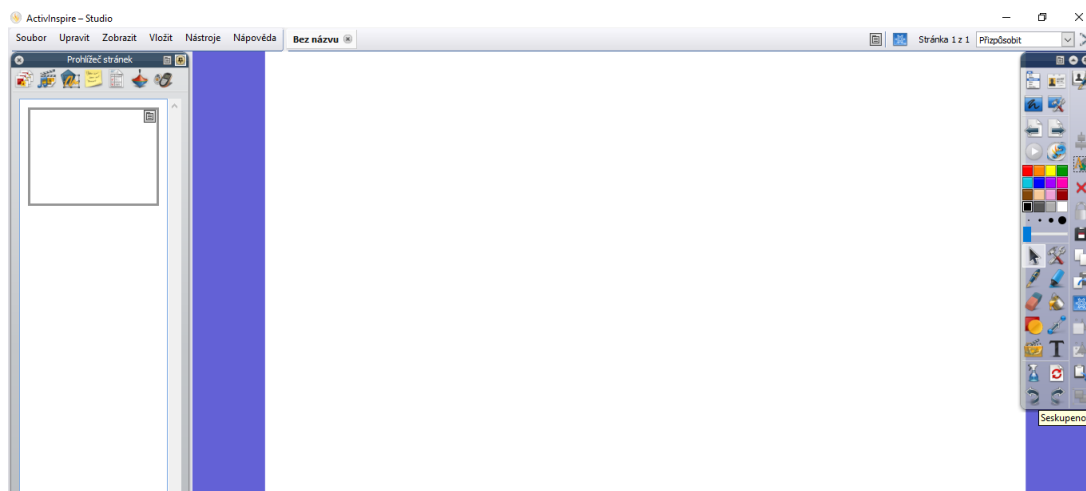 ActivInspire – Studio
Soubor Upravit Zobrazit Vložit Nástroje Nápověda Bez názvu Stránka 1 z 1 Přizpůsobit
Prohlížeč stránek
T
Seskupeno